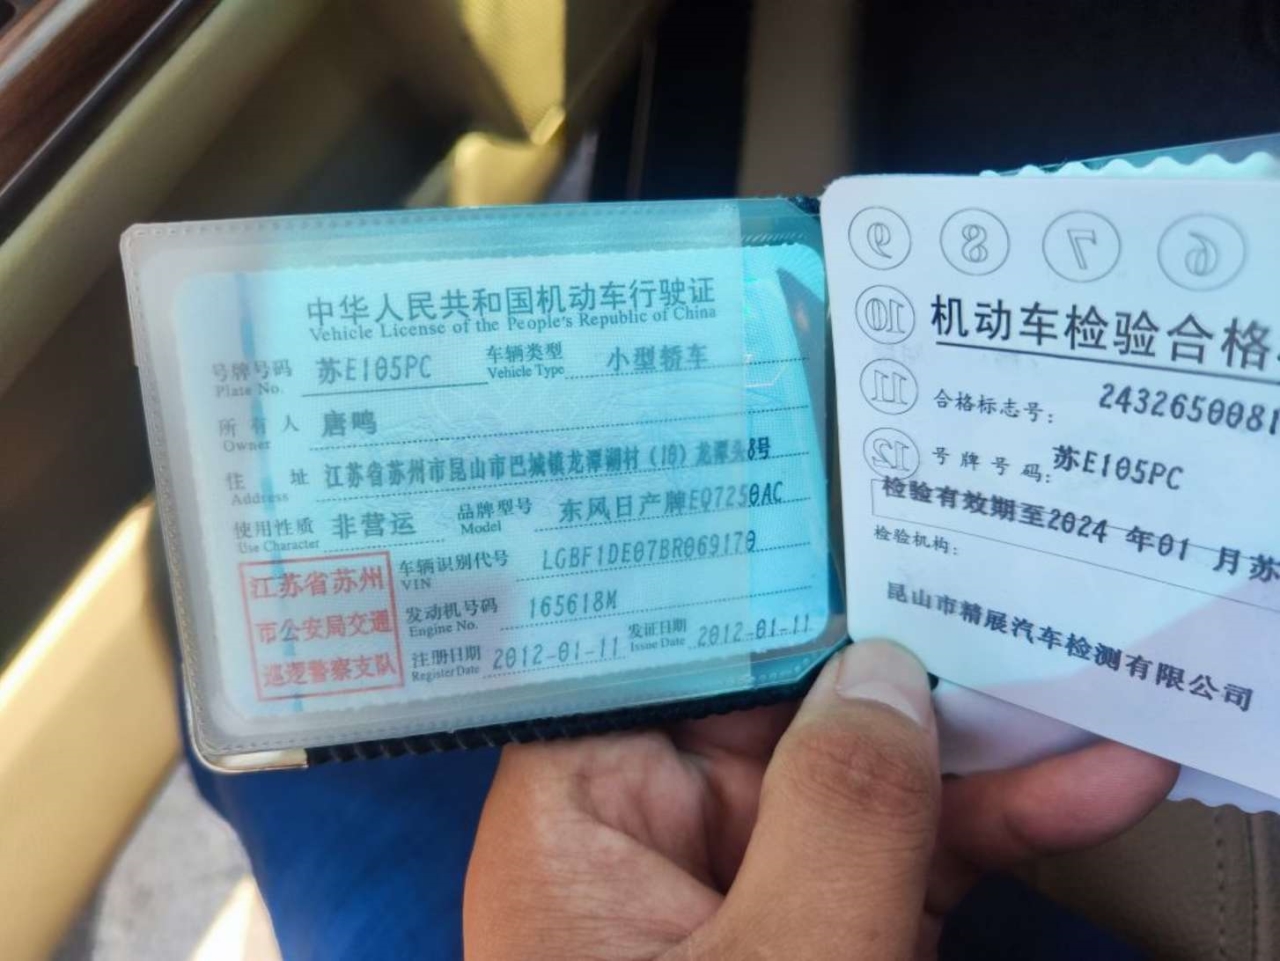 中华人民共和国机动车行驶证
Vehicle License of the People's Republic of China
号牌号码 苏E105PC 车辆类型 小型轿车
Plate No. Vehicle Type
所有人 唐鸣
Owner
住址 江苏省苏州市昆山市巴城镇龙潭湖村（10）龙潭头8号
Address
使用性质 非营运 品牌型号 东风日产牌EQ7250AC
Use Character Model
车辆识别代号 LGBF1DE07BR069170
VIN
发动机号码 165618M
Engine No.
注册日期 2012-01-11 发证日期 2012-01-11
Register Date Issue Date
江苏省苏州
市公安局交通
巡逻警察支队
9 8 7 6
10
11
12
机动车检验合格
合格标志号: 2432650081
号牌号码: 苏E105PC
检验有效期至2024 年01 月苏
检验机构:
昆山市精展汽车检测有限公司